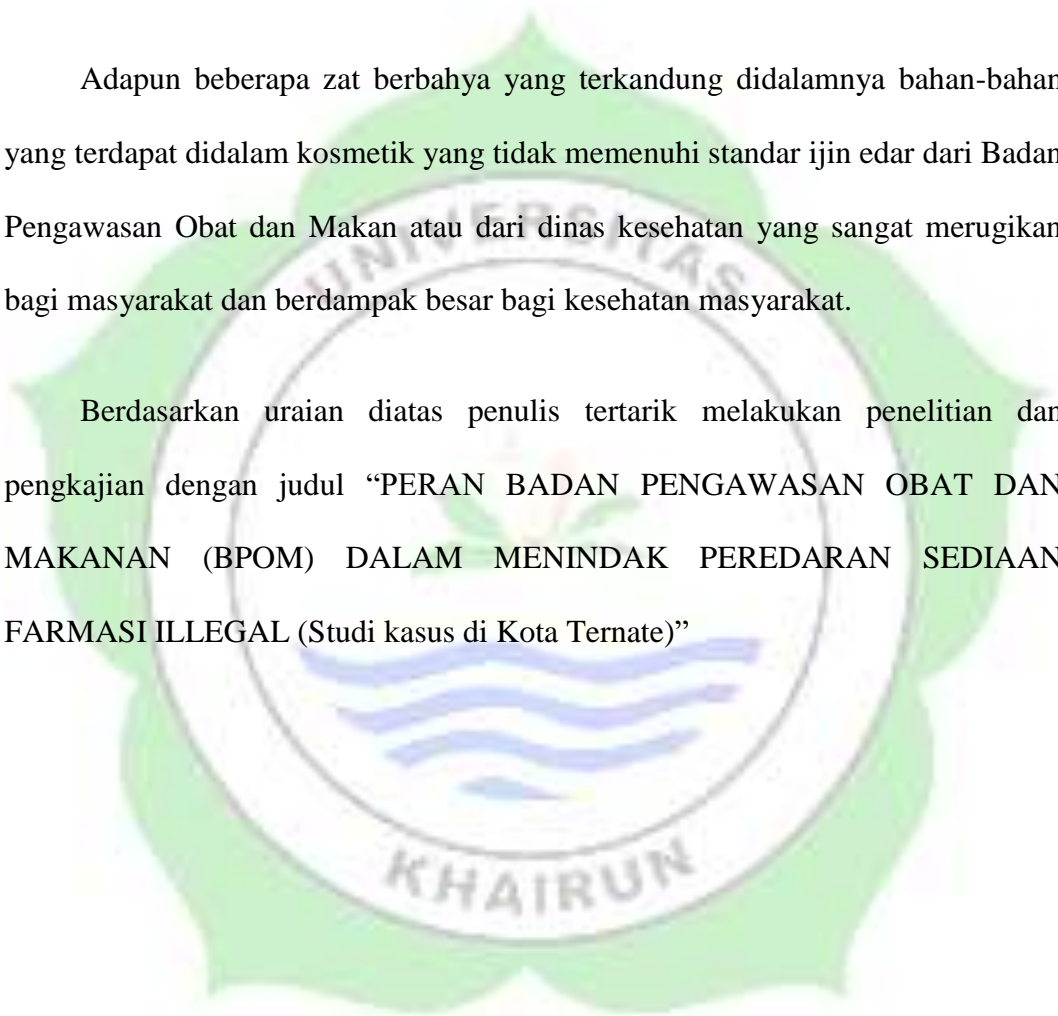 Adapun beberapa zat berbahya yang terkandung didalamnya bahan-bahan
yang terdapat didalam kosmetik yang tidak memenuhi standar ijin edar dari Badan
Pengawasan Obat dan Makan atau dari dinas kesehatan yang sangat merugikan
UNIVERSITAS
bagi masyarakat dan berdampak besar bagi kesehatan masyarakat.
Berdasarkan uraian diatas penulis tertarik melakukan penelitian dan
pengkajian dengan judul “PERAN BADAN PENGAWASAN OBAT DAN
MAKANAN (BPOM) DALAM MENINDAK PEREDARAN SEDIAAN
FARMASI ILLEGAL (Studi kasus di Kota Ternate)”
KHAIRUN